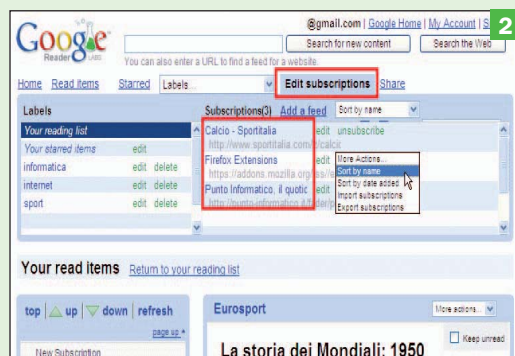 2
@gmail.com | Google Home | My Account | S
Google
Reader LABS
Search for new content
Search the Web
You can also enter a URL to find a feed for a website.
Home Read items Starred Labels... Edit subscriptions Share
Labels
Subscriptions(3) Add a feed Sort by name
Your reading list
Calcio - Sportitalia edit unsubscribe
http://www.sportitalia.com/
Your starred items edit
Firefox Extensions edit
https://addons.mozilla.org/
informatica edit delete
internet edit delete
Punto Informatico, il quotic edit
http://punto-informatico.it/
sport edit delete
More Actions...
Sort by name
Sort by date added
Import subscriptions
Export subscriptions
Your read items Return to your reading list
top up down refresh
page up
New Subscription
Eurosport
More actions...
Keep unread
La storia dei Mondiali: 1950